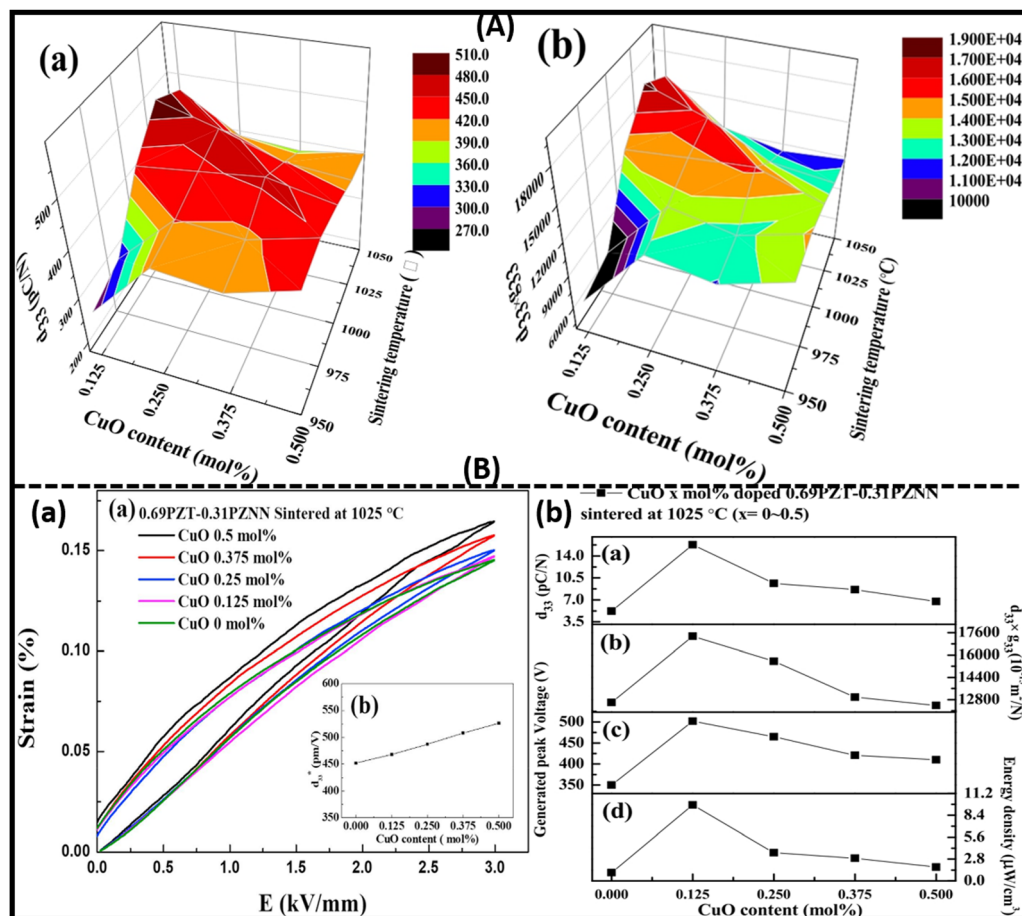 (A)
(a)
510.0
480.0
450.0
420.0
390.0
360.0
330.0
300.0
270.0
500
400
300
200
d33 (pC/N)
0.125
0.250
0.375
0.500
CuO content (mol%)
950
975
1000
1025
1050
Sintering temperature (□)
(b)
1.900E+04
1.700E+04
1.600E+04
1.500E+04
1.400E+04
1.300E+04
1.200E+04
1.100E+04
10000
18000
15000
12000
9000
6000
d33×g33
0.125
0.250
0.375
0.500
CuO content (mol%)
950
975
1000
1025
1050
Sintering temperature (°C)
(B)
(a)
(a) 0.69PZT-0.31PZNN Sintered at 1025 °C
CuO 0.5 mol%
CuO 0.375 mol%
CuO 0.25 mol%
CuO 0.125 mol%
CuO 0 mol%
0.15
0.10
0.05
0.00
Strain (%)
0.0 0.5 1.0 1.5 2.0 2.5 3.0
E (kV/mm)
(b)
600
550
500
450
400
350
d33* (pm/V)
0.000 0.125 0.250 0.375 0.500
CuO content ( mol%)
(b)
CuO x mol% doped 0.69PZT-0.31PZNN
sintered at 1025 °C (x= 0~0.5)
(a)
14.0
10.5
7.0
3.5
d33 (pC/N)
(b)
17600
16000
14400
12800
d33× g33(10 m²/N)
Generated peak Voltage (V)
(c)
500
450
400
350
(d)
11.2
8.4
5.6
2.8
0.0
Energy density (µW/cm³
0.000 0.125 0.250 0.375 0.500
CuO content (mol%)